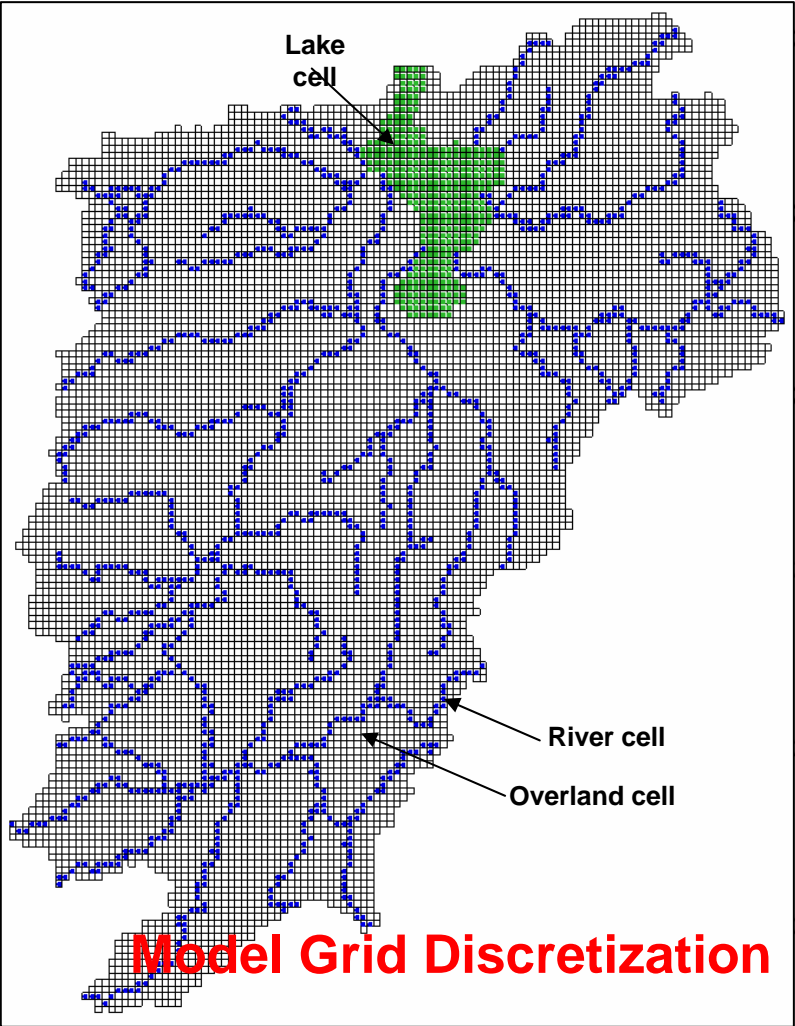 Lake
cell
River cell
Overland cell
Model Grid Discretization